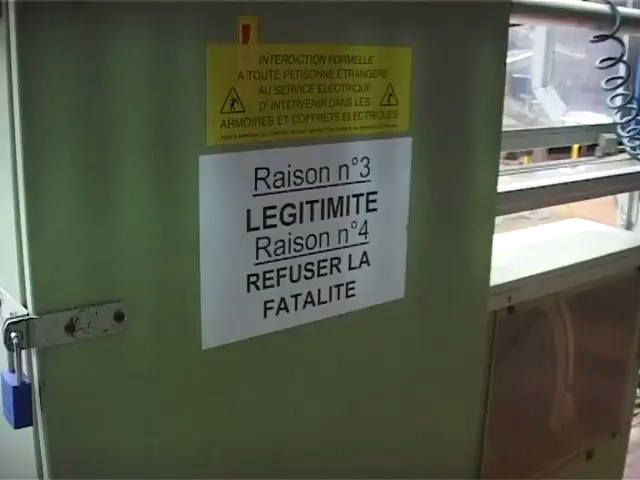 INTERDICTION FORMELLE
A TOUTE PERSONNE ETRANGERE
AU SERVICE ELECTRIQUE
D'INTERVENIR DANS LES
ARMOIRES ET COFFRETS ELECTRIQUES
Raison n°3
LEGITIMITE
Raison n°4
REFUSER LA
FATALITE